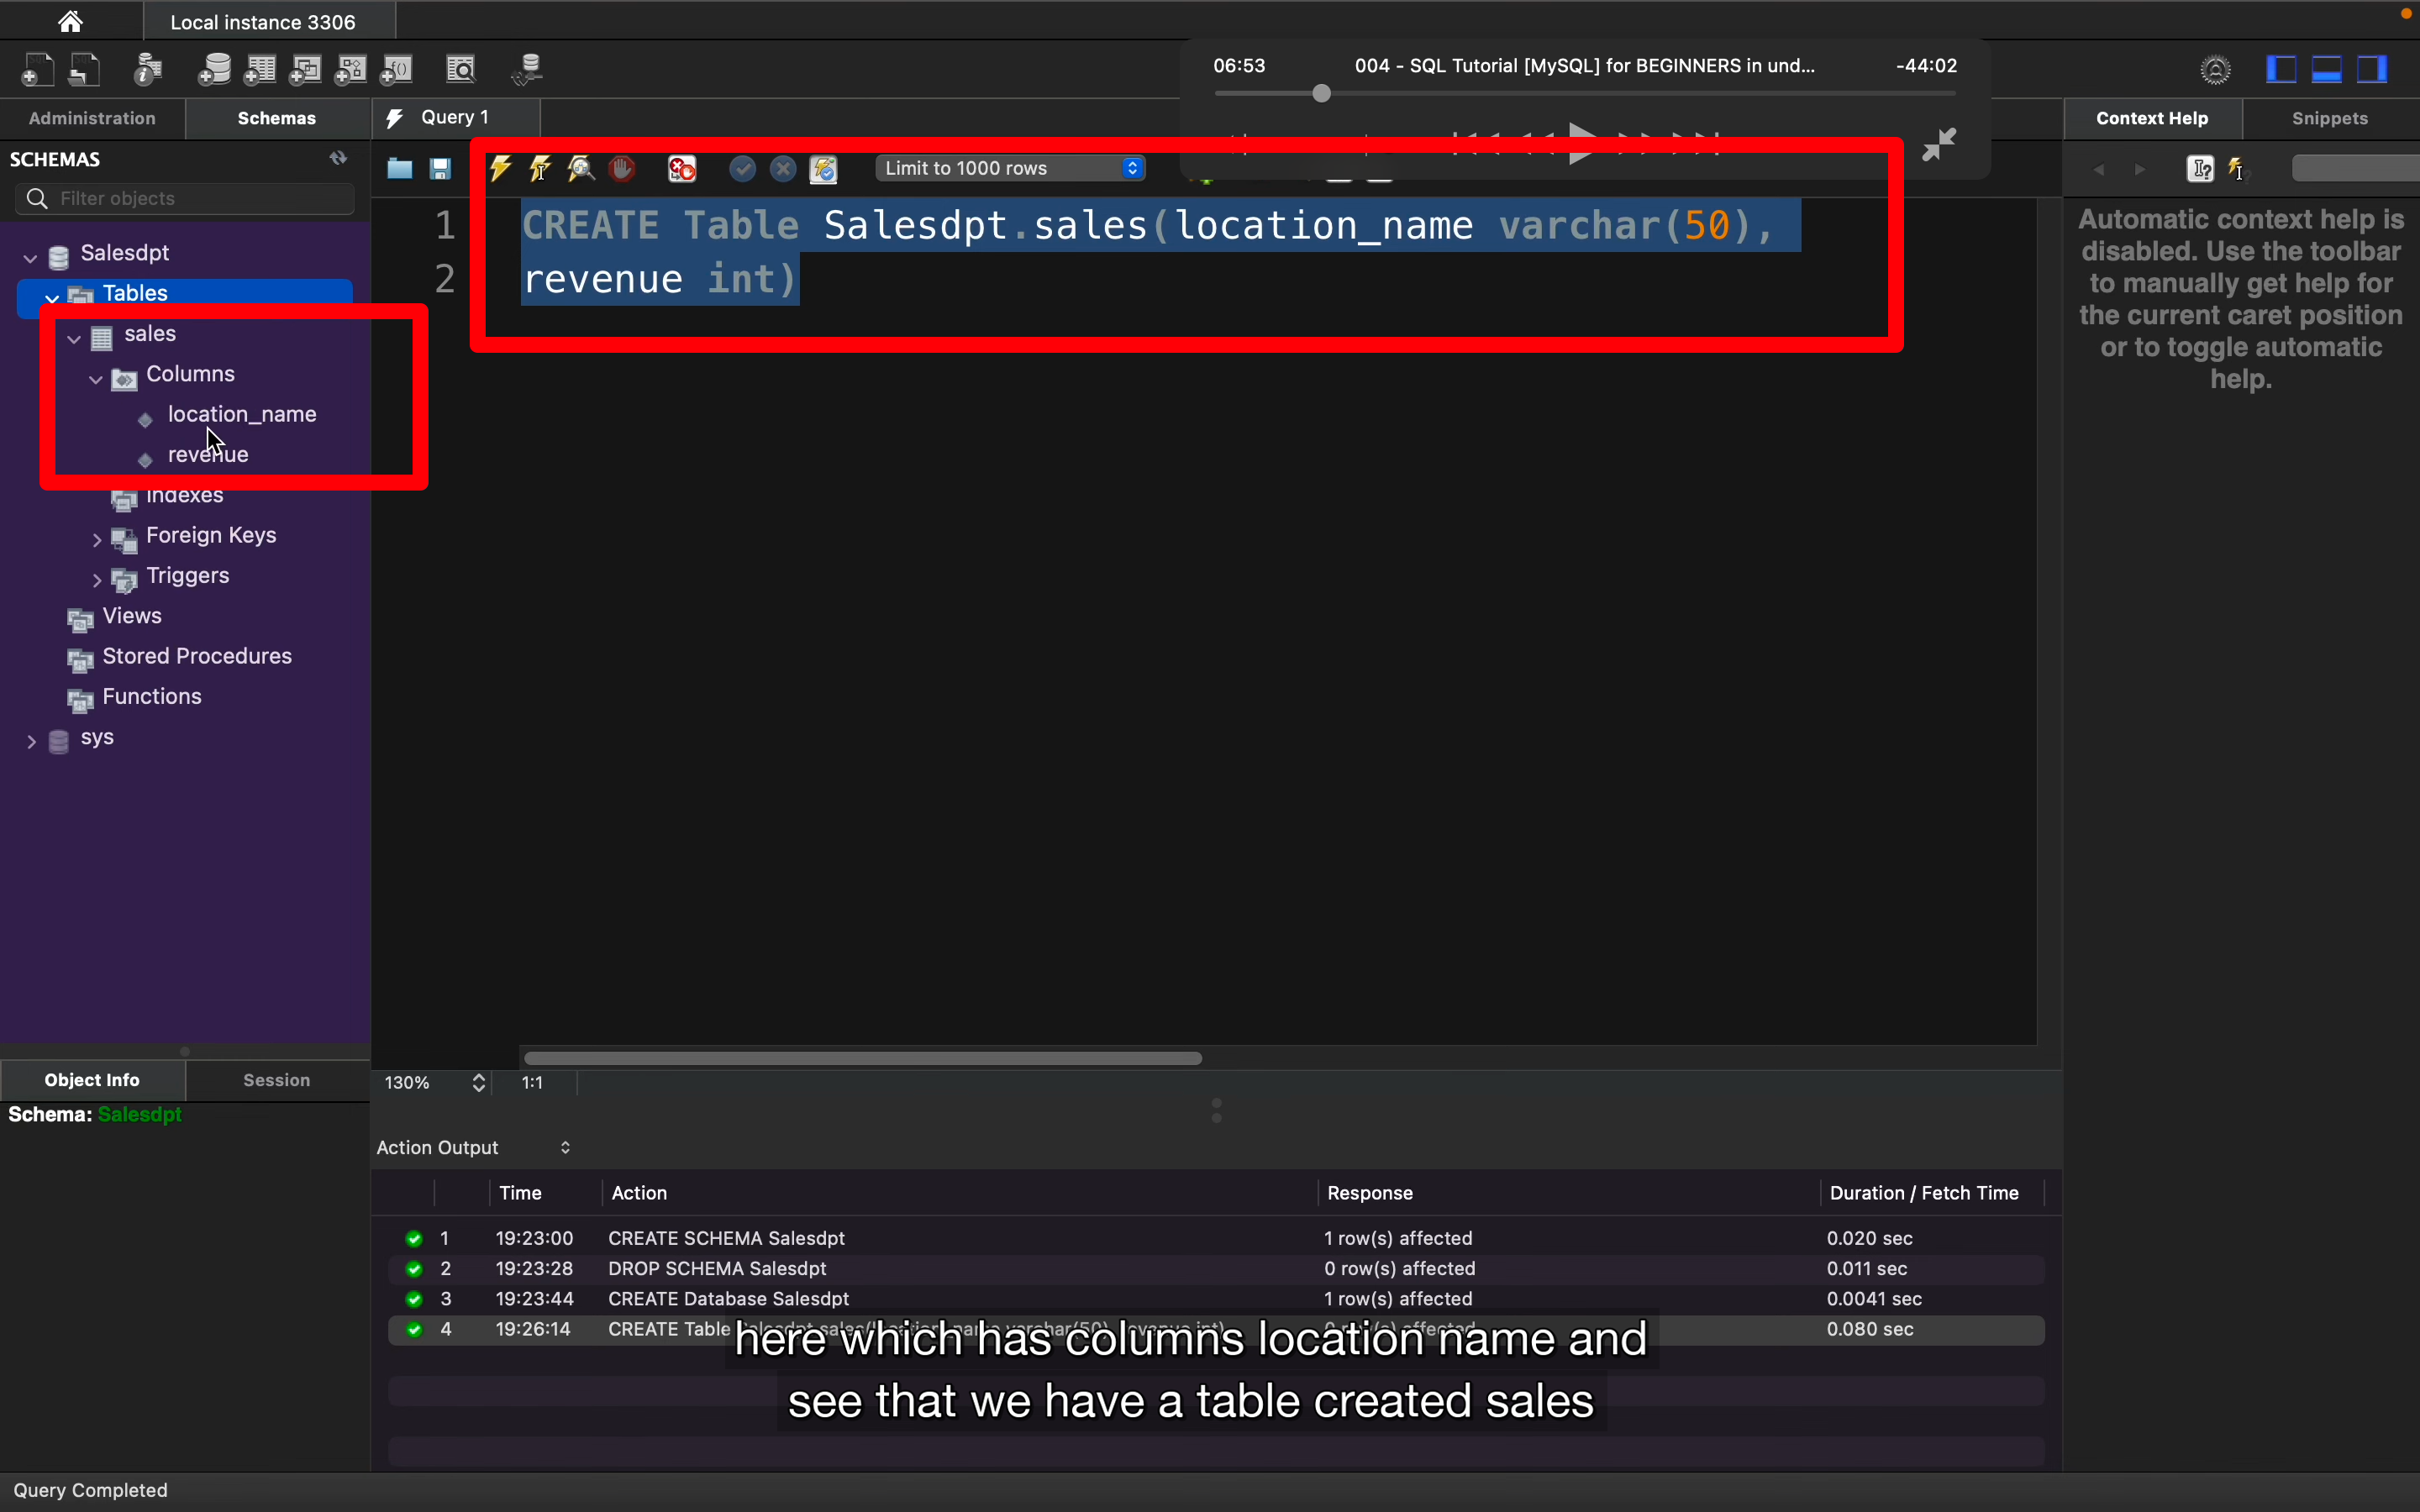 Local instance 3306
06:53
004 - SQL Tutorial [MySQL] for BEGINNERS in und...
-44:02
Administration
Schemas
Query 1
Context Help
Snippets
SCHEMAS
Limit to 1000 rows
Filter objects
1 CREATE Table Salesdpt.sales(location_name varchar(50),
2 revenue int)
Automatic context help is
disabled. Use the toolbar
to manually get help for
the current caret position
or to toggle automatic
help.
Salesdpt
Tables
sales
Columns
location_name
revenue
Indexes
Foreign Keys
Triggers
Views
Stored Procedures
Functions
sys
Object Info
Session
130%
1:1
Schema: Salesdpt
Action Output
Time Action Response Duration / Fetch Time
1 19:23:00 CREATE SCHEMA Salesdpt 1 row(s) affected 0.020 sec
2 19:23:28 DROP SCHEMA Salesdpt 0 row(s) affected 0.011 sec
3 19:23:44 CREATE Database Salesdpt 1 row(s) affected 0.0041 sec
4 19:26:14 CREATE Table 0.080 sec
here which has columns location name and
see that we have a table created sales
Query Completed